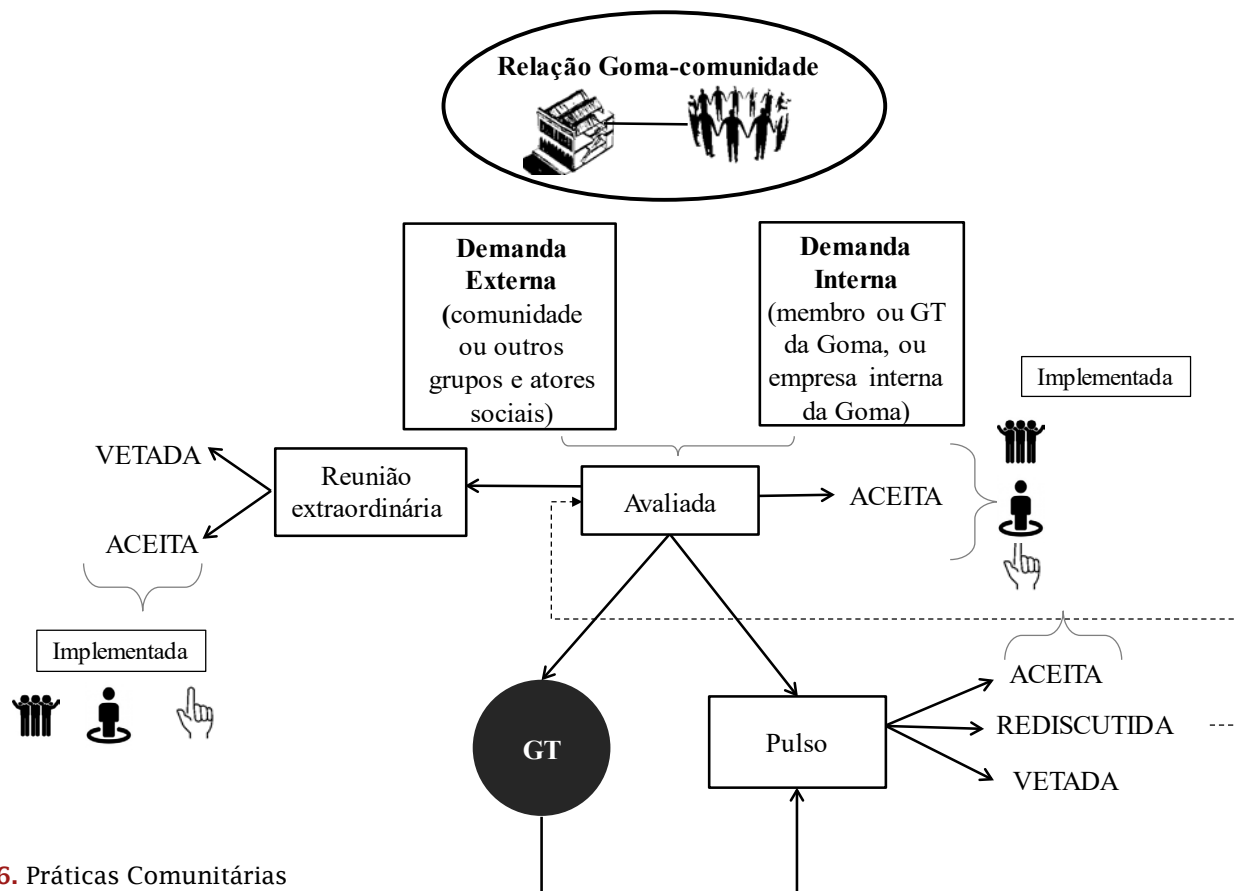 Relação Goma-comunidade
Demanda
Externa
(comunidade
ou outros
grupos e atores
sociais)
Demanda
Interna
(membro ou GT
da Goma, ou
empresa interna
da Goma)
Implementada
VETADA
Reunião
extraordinária
Avaliada
ACEITA
ACEITA
Implementada
ACEITA
GT
Pulso
REDISCUTIDA
VETADA
6. Práticas Comunitárias